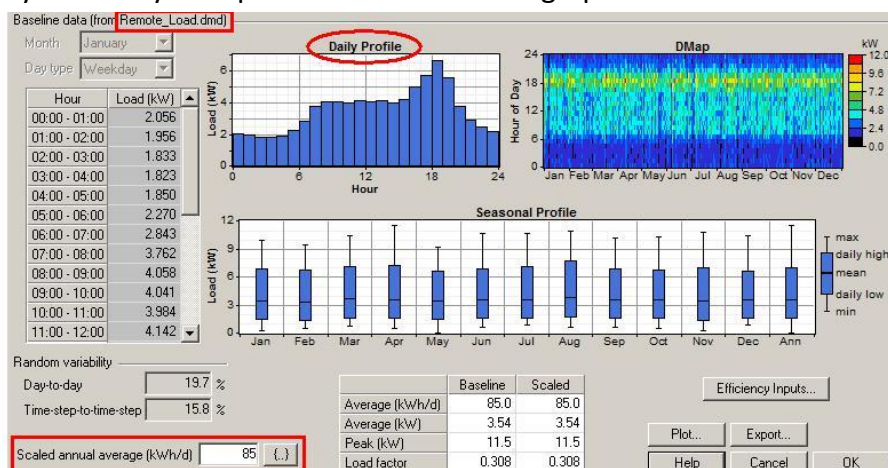 Baseline data (from Remote_Load.dmd)
Month January
Day type Weekday
Hour Load (kW)
00:00 - 01:00 2.056
01:00 - 02:00 1.956
02:00 - 03:00 1.833
03:00 - 04:00 1.823
04:00 - 05:00 1.850
05:00 - 06:00 2.270
06:00 - 07:00 2.843
07:00 - 08:00 3.762
08:00 - 09:00 4.058
09:00 - 10:00 4.041
10:00 - 11:00 3.984
11:00 - 12:00 4.142
Daily Profile
Load (kW)
6
4
2
0
0 6 12 18 24
Hour
DMap
Hour of Day
24
18
12
6
0
Jan Feb Mar Apr May Jun Jul Aug Sep Oct Nov Dec
kW
12.0
9.6
7.2
4.8
2.4
0.0
Seasonal Profile
Load (kW)
12
9
6
3
0
Jan Feb Mar Apr May Jun Jul Aug Sep Oct Nov Dec Ann
max
daily high
mean
daily low
min
Random variability
Day-to-day 19.7 %
Time-step-to-time-step 15.8 %
Scaled annual average (kWh/d) 85 {..}
Baseline Scaled
Average (kWh/d) 85.0 85.0
Average (kW) 3.54 3.54
Peak (kW) 11.5 11.5
Load factor 0.308 0.308
Efficiency Inputs...
Plot... Export...
Help Cancel OK